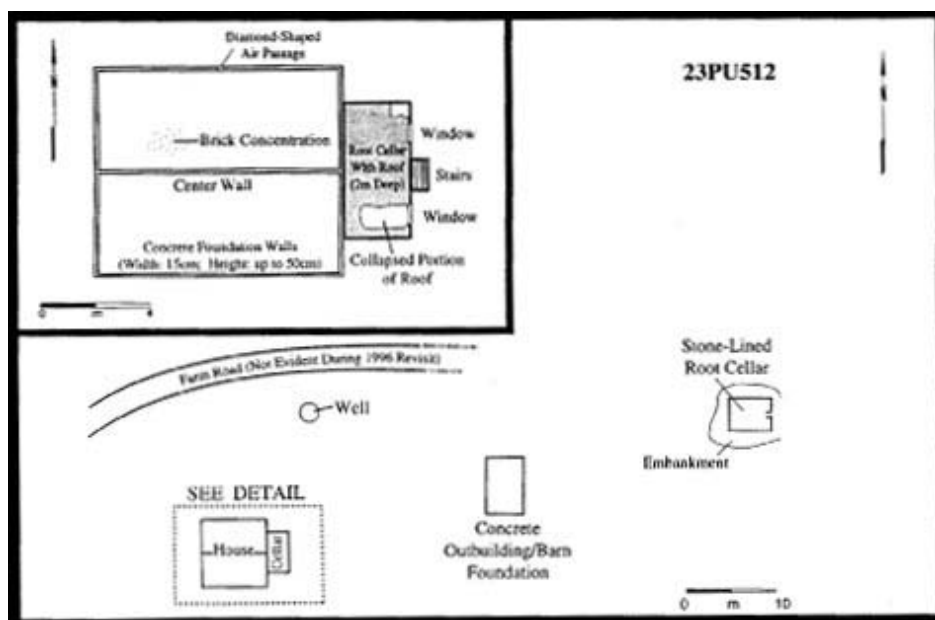 Diamond-Shaped
Air Passage
Brick Concentration
Center Wall
Concrete Foundation Walls
(Width: 15cm; Height: up to 50cm)
Root Cellar
With Roof
(2m Deep)
Window
Stairs
Window
Collapsed Portion
of Roof
0 m 4
23PU512
Farm Road (Not Evident During 1996 Revisit)
Well
Stone-Lined
Root Cellar
Embankment
SEE DETAIL
House
Cellar
Concrete
Outbuilding/Barn
Foundation
0 m 10